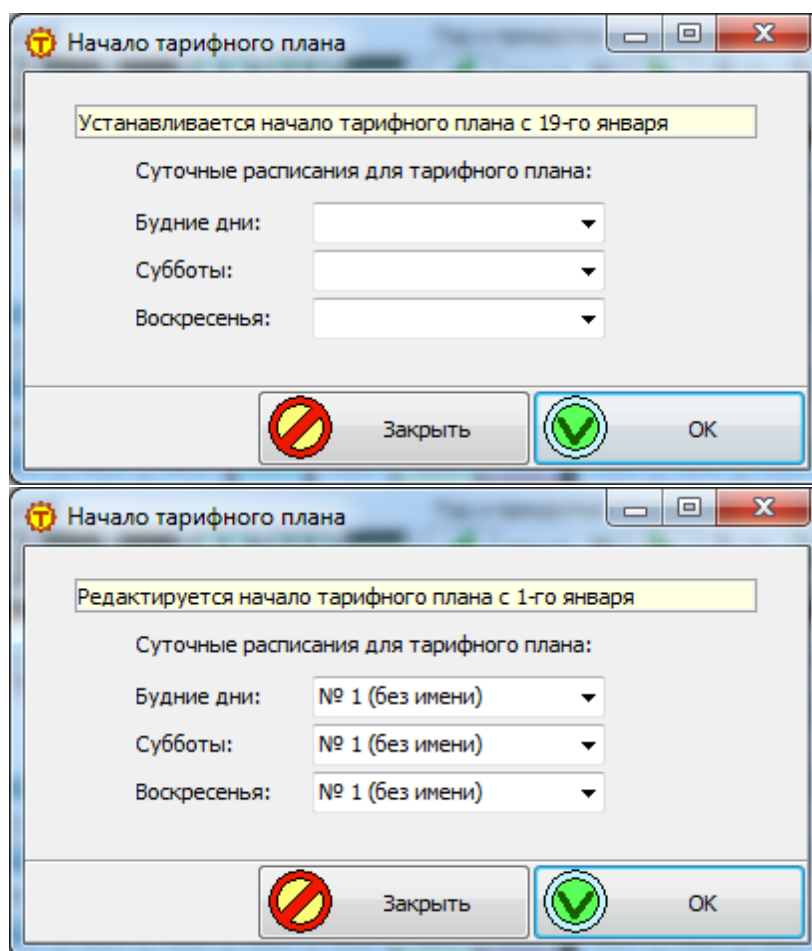 Начало тарифного плана
Устанавливается начало тарифного плана с 19-го января
Суточные расписания для тарифного плана:
Будние дни:
Субботы:
Воскресенья:
Закрыть
ОК
Начало тарифного плана
Редактируется начало тарифного плана с 1-го января
Суточные расписания для тарифного плана:
Будние дни: № 1 (без имени)
Субботы: № 1 (без имени)
Воскресенья: № 1 (без имени)
Закрыть
ОК